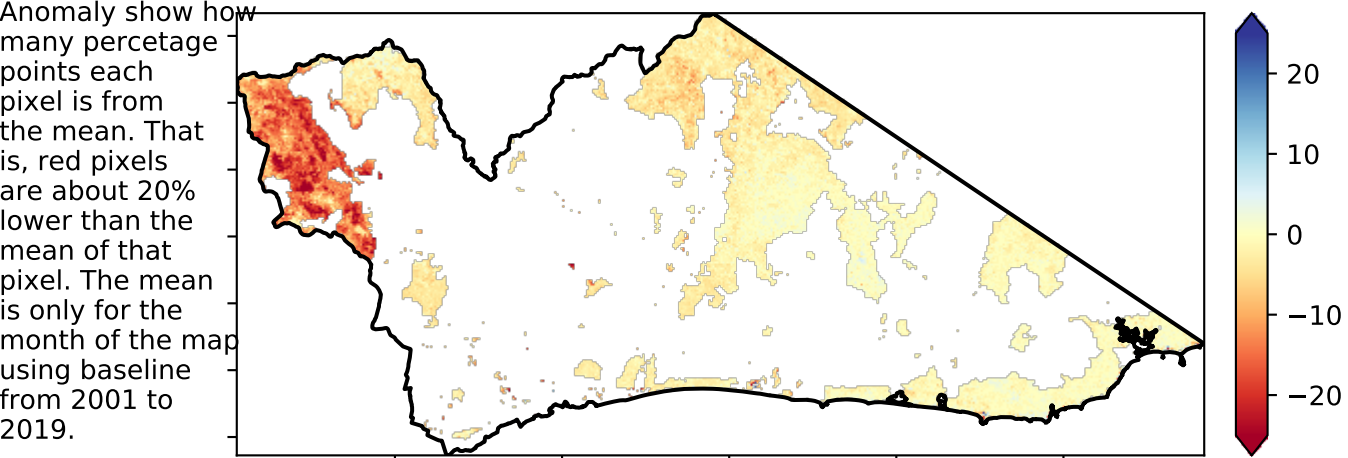 Anomaly show how
many percetage
points each
pixel is from
the mean. That
is, red pixels
are about 20%
lower than the
mean of that
pixel. The mean
is only for the
month of the map
using baseline
from 2001 to
2019.
20
10
0
−10
−20